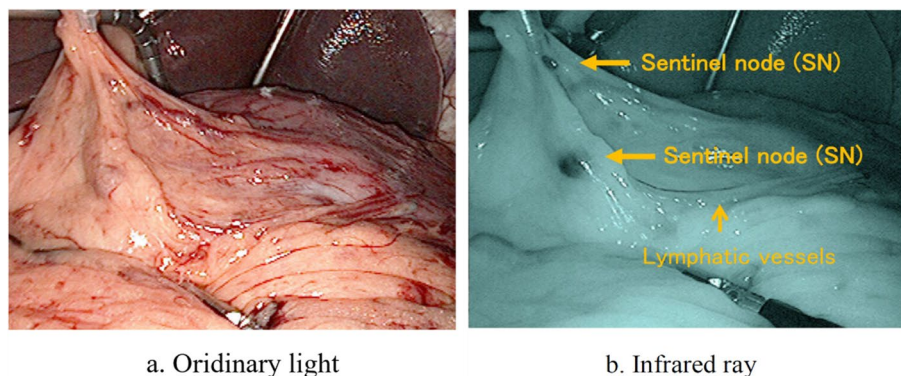 Sentinel node (SN)
Sentinel node (SN)
Lymphatic vessels
a. Oridinary light
b. Infrared ray